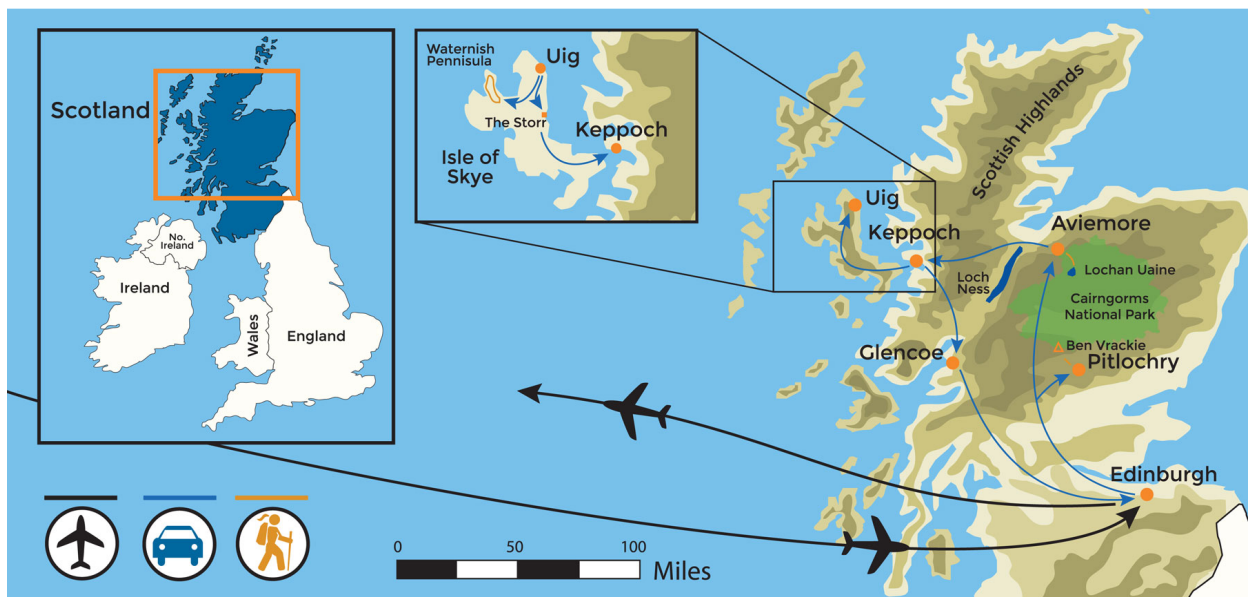 Scotland
No.
Ireland
Ireland
Wales
England
Waternish
Pennisula
Uig
The Storr
Keppoch
Isle of
Skye
Scottish Highlands
Uig
Keppoch
Aviemore
Loch
Ness
Lochan Uaine
Cairngorms
National Park
Ben Vrackie
Glencoe
Pitlochry
Edinburgh
0 50 100
Miles